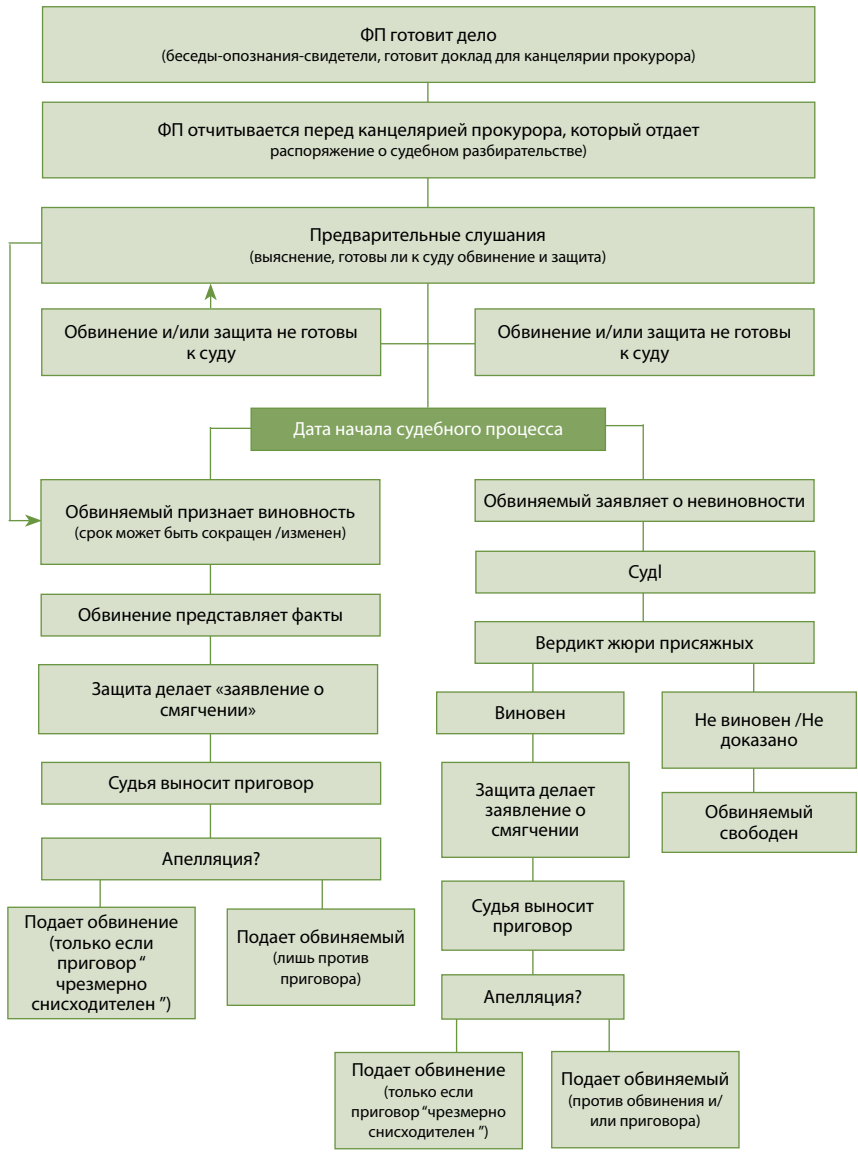 ФП готовит дело
(беседы-опознания-свидетели, готовит доклад для канцелярии прокурора)
ФП отчитывается перед канцелярией прокурора, который отдает
распоряжение о судебном разбирательстве)
Предварительные слушания
(выяснение, готовы ли к суду обвинение и защита)
Обвинение и/или защита не готовы
к суду
Обвинение и/или защита не готовы
к суду
Дата начала судебного процесса
Обвиняемый признает виновность
(срок может быть сокращен /изменен)
Обвинение представляет факты
Защита делает «заявление о
смягчении»
Судья выносит приговор
Апелляция?
Подает обвинение
(только если
приговор “
чрезмерно
снисходителен ”)
Подает обвиняемый
(лишь против
приговора)
Обвиняемый заявляет о невиновности
Судl
Вердикт жюри присяжных
Виновен
Защита делает
заявление о
смягчении
Судья выносит
приговор
Апелляция?
Подает обвинение
(только если
приговор “чрезмерно
снисходителен ”)
Подает обвиняемый
(против обвинения и/
или приговора)
Не виновен /Не
доказано
Обвиняемый
свободен